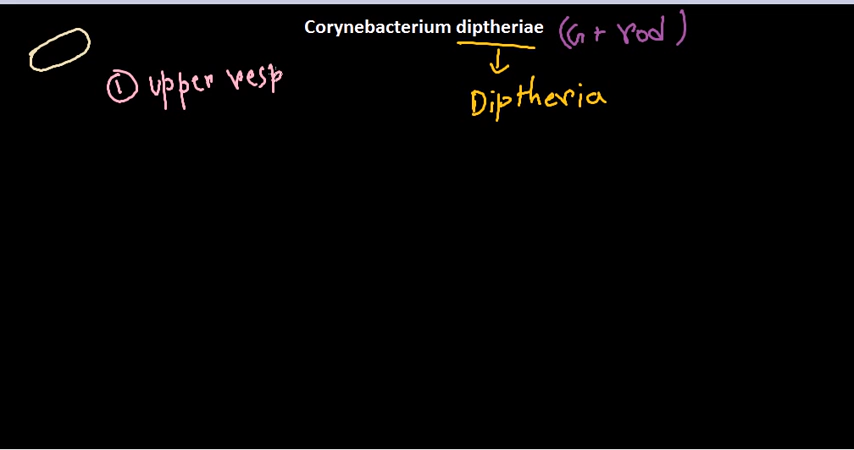 Corynebacterium diptheriae (G+ rod)
① Upper resp
Diptheria